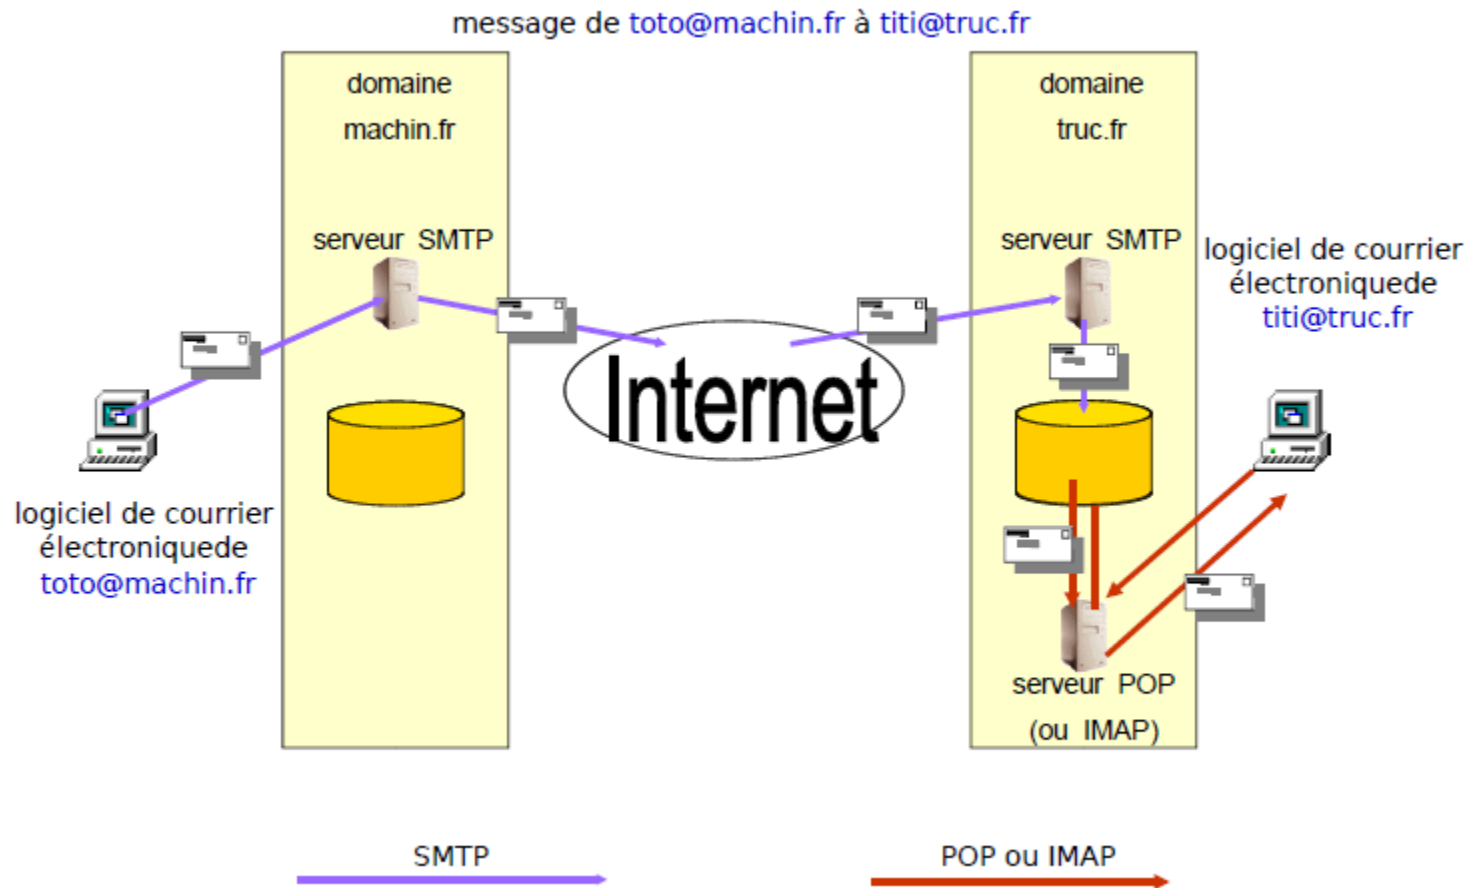 message de toto@machin.fr à titi@truc.fr
domaine
machin.fr
domaine
truc.fr
serveur SMTP
serveur SMTP
logiciel de courrier
électroniquede
titi@truc.fr
Internet
logiciel de courrier
électroniquede
toto@machin.fr
serveur POP
(ou IMAP)
SMTP
POP ou IMAP